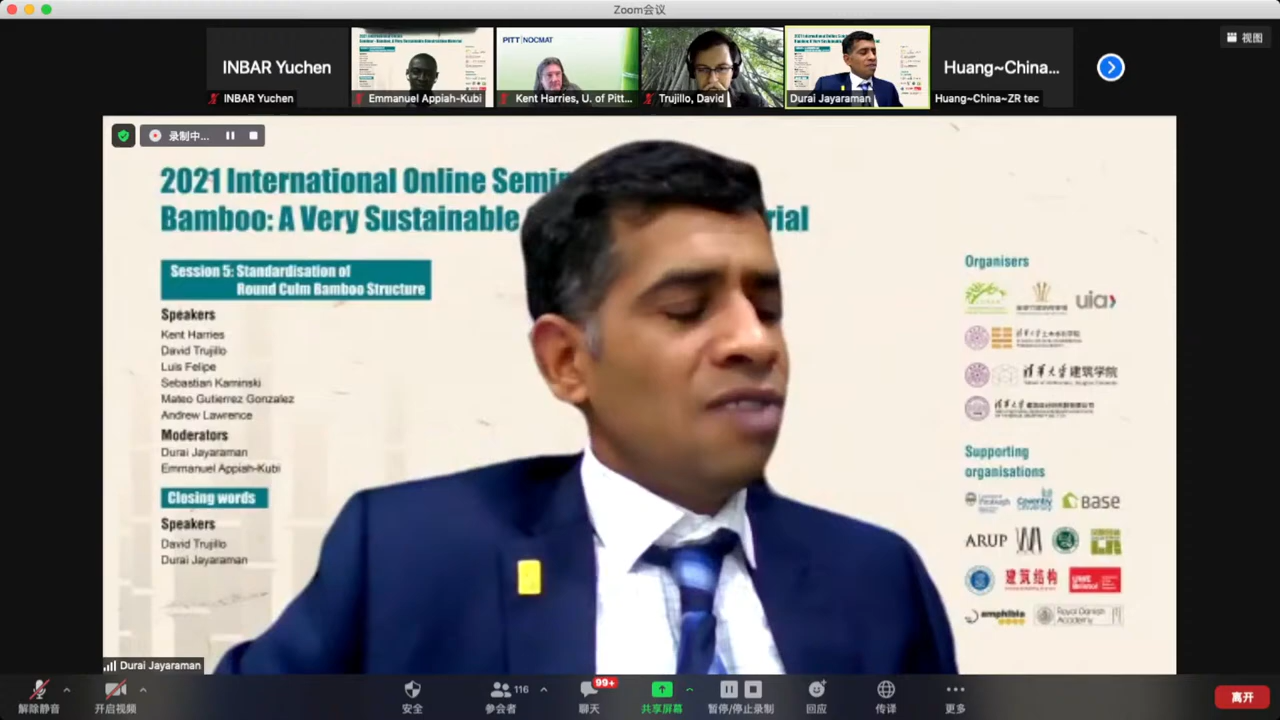 Zoom会议
INBAR Yuchen
INBAR Yuchen
Emmanuel Appiah-Kubi
PITT NOCMAT
Kent Harries, U. of Pitt...
Trujillo, David
Durai Jayaraman
Huang~China...
Huang~China~ZR tec
视图
录制中...
2021 International Online Semin
Bamboo: A Very Sustainable rial
Session 5: Standardisation of
Round Culm Bamboo Structure
Speakers
Kent Harries
David Trujillo
Luis Felipe
Sebastian Kaminski
Mateo Gutierrez Gonzalez
Andrew Lawrence
Moderators
Durai Jayaraman
Emmanuel Appiah-Kubi
Closing words
Speakers
David Trujillo
Durai Jayaraman
Organisers
uia
清华大学建筑学院
Supporting
organisations
Coventry
University
BASE
ARUP
建筑结构
UWE
amphibia
Royal Danish
Academy
Durai Jayaraman
解除静音
开启视频
安全
116
参会者
99+
聊天
共享屏幕
暂停/停止录制
回应
传译
更多
离开